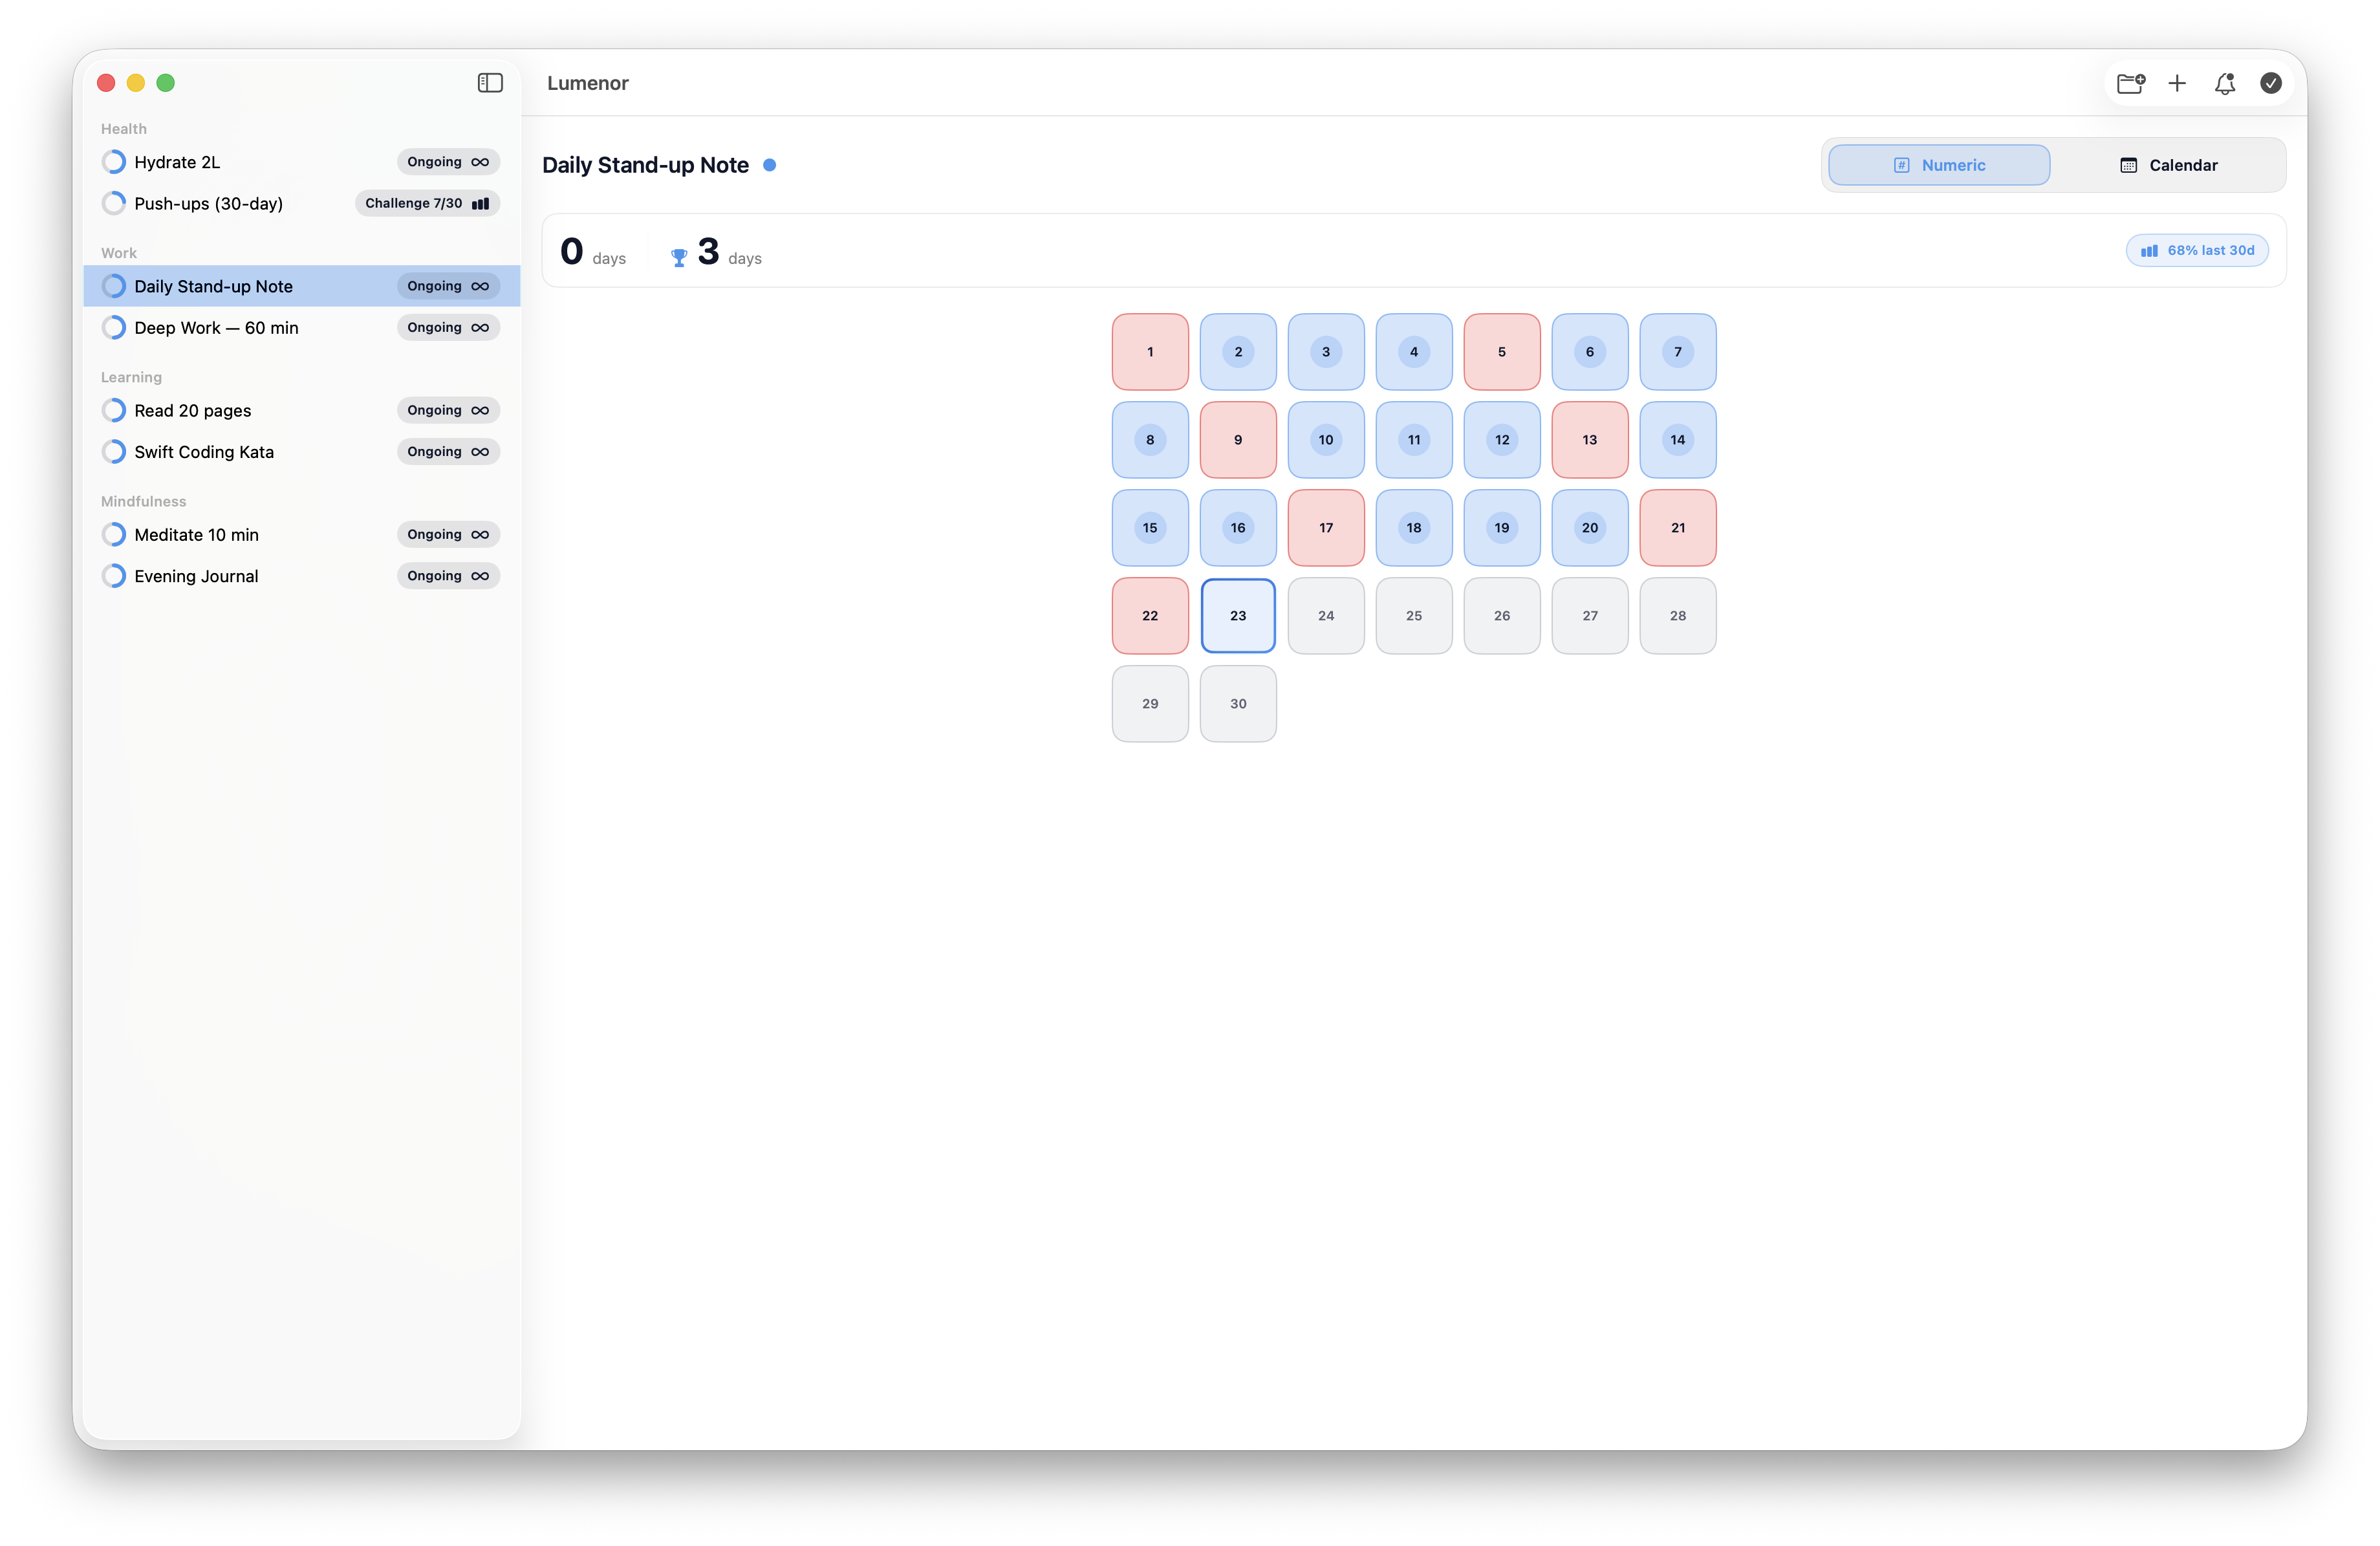 Lumenor
Health
Hydrate 2L Ongoing
Push-ups (30-day) Challenge 7/30
Work
Daily Stand-up Note Ongoing
Deep Work — 60 min Ongoing
Learning
Read 20 pages Ongoing
Swift Coding Kata Ongoing
Mindfulness
Meditate 10 min Ongoing
Evening Journal Ongoing
Daily Stand-up Note
# Numeric
Calendar
0 days
3 days
68% last 30d
1 2 3 4 5 6 7
8 9 10 11 12 13 14
15 16 17 18 19 20 21
22 23 24 25 26 27 28
29 30